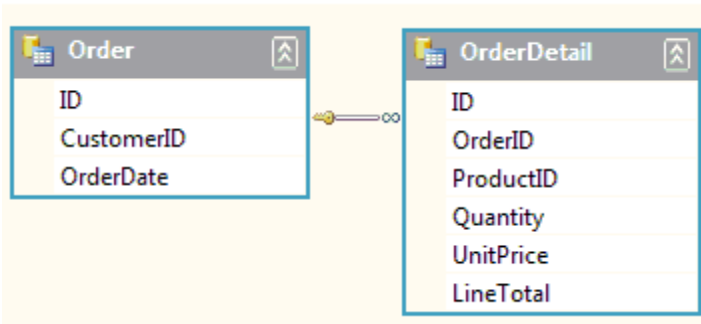 Order
ID
CustomerID
OrderDate
OrderDetail
ID
OrderID
ProductID
Quantity
UnitPrice
LineTotal